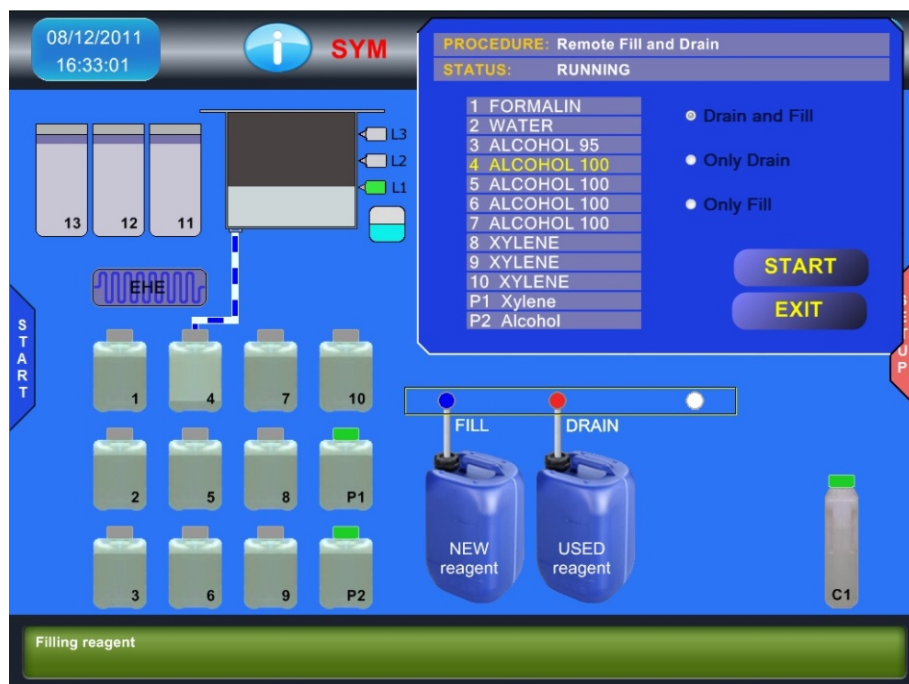 08/12/2011
16:33:01
SYM
PROCEDURE: Remote Fill and Drain
STATUS: RUNNING
1 FORMALIN
2 WATER
3 ALCOHOL 95
4 ALCOHOL 100
5 ALCOHOL 100
6 ALCOHOL 100
7 ALCOHOL 100
8 XYLENE
9 XYLENE
10 XYLENE
P1 Xylene
P2 Alcohol
Drain and Fill
Only Drain
Only Fill
START
EXIT
L3
L2
L1
13 12 11
EHE
START
1 4 7 10
2 5 8 P1
3 6 9 P2
FILL DRAIN
NEW reagent
USED reagent
C1
Filling reagent